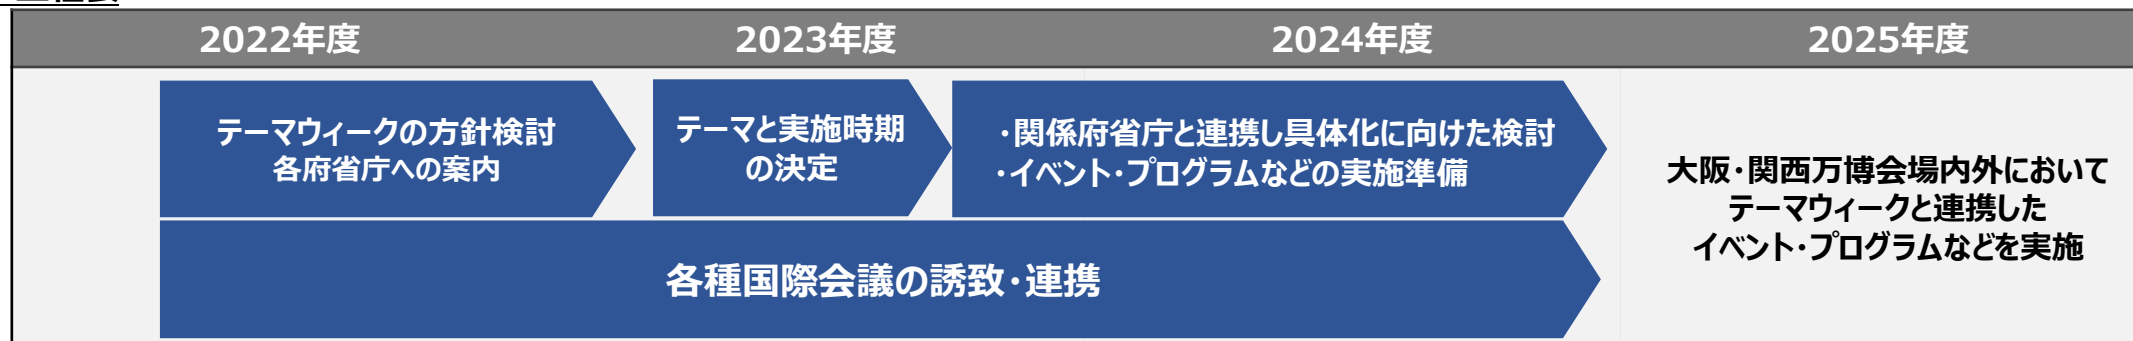 2022年度
2023年度
2024年度
2025年度
テーマウィークの方針検討
各府省庁への案内
テーマと実施時期
の決定
・関係府省庁と連携し具体化に向けた検討
・イベント・プログラムなどの実施準備
各種国際会議の誘致・連携
大阪・関西万博会場内外において
テーマウィークと連携した
イベント・プログラムなどを実施